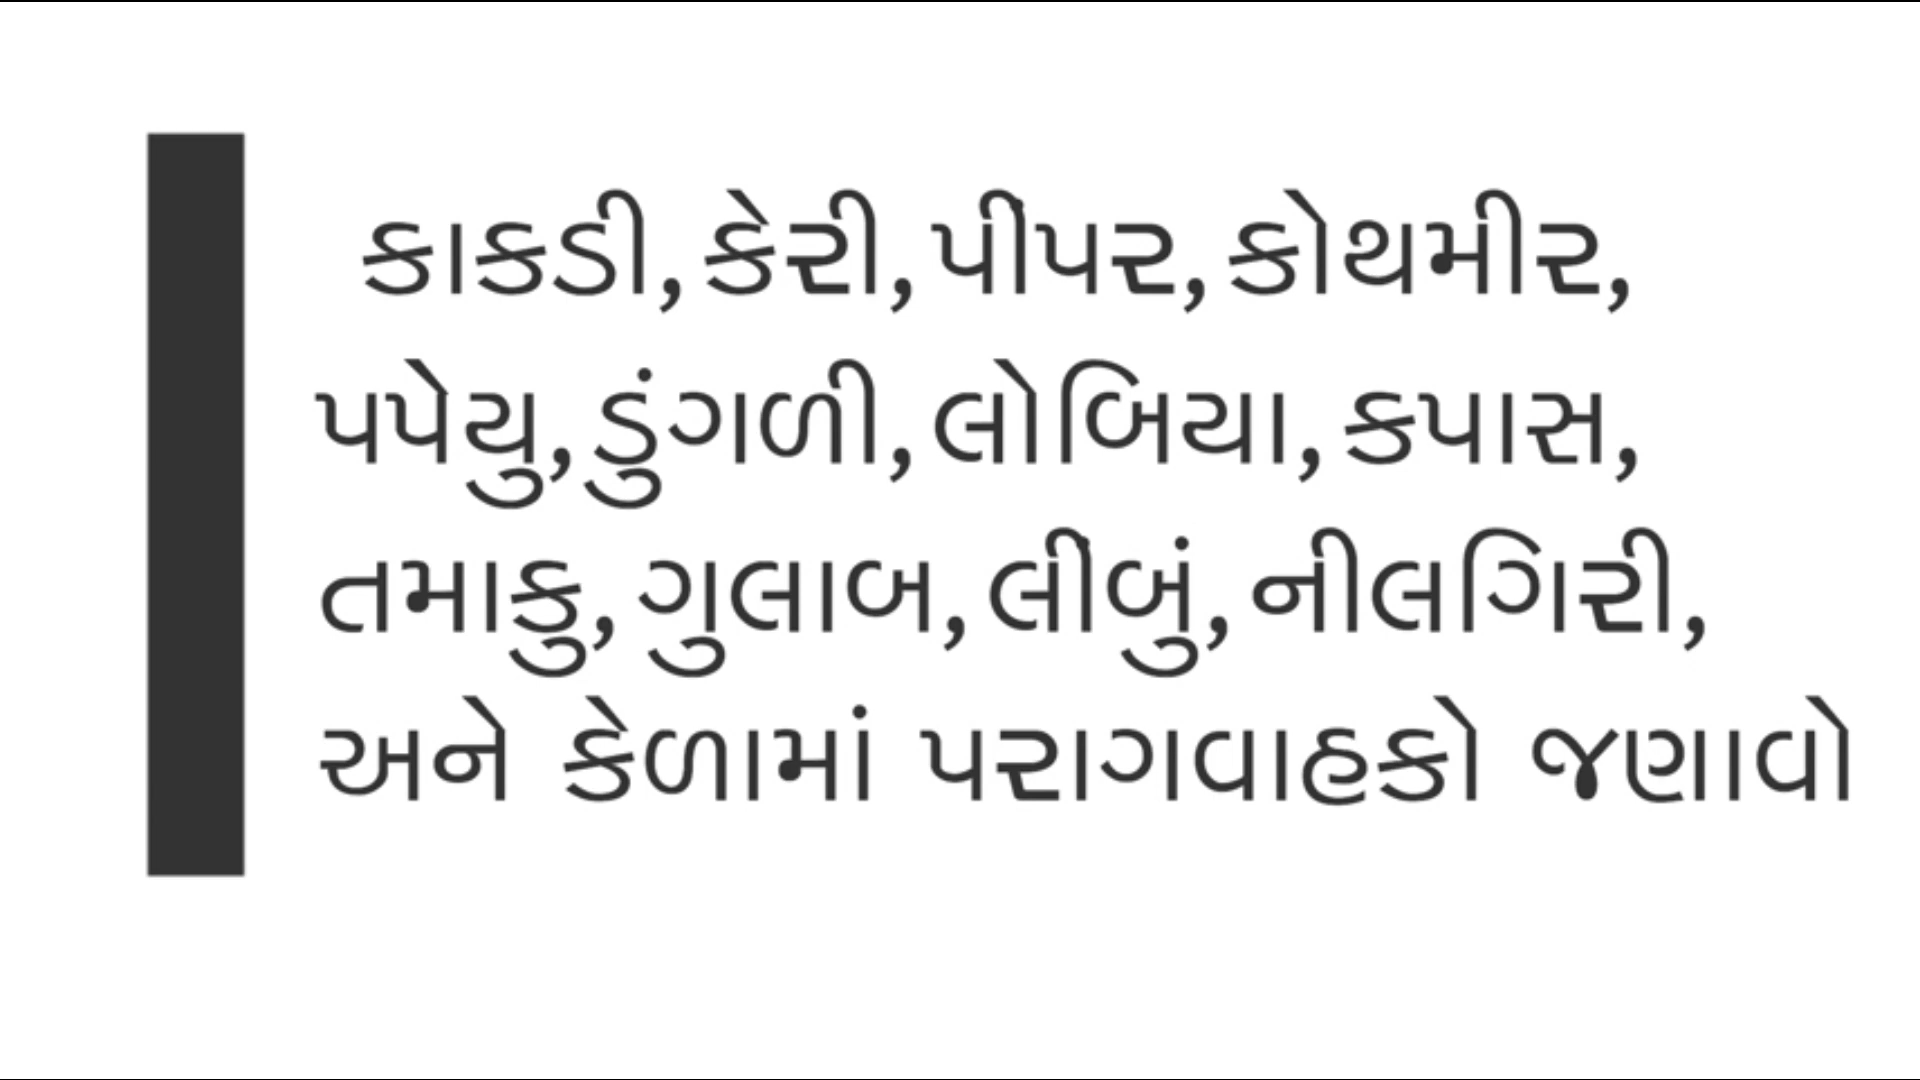 કાકડી,કેરી,પીંપર,કોથમીર,
પપેયુ,ડુંગળી,લોબિયા,કપાસ,
તમાકુ,ગુલાબ,લીંબું,નીલગિરી,
અને કેળામાં પરાગવાહકો જણાવો